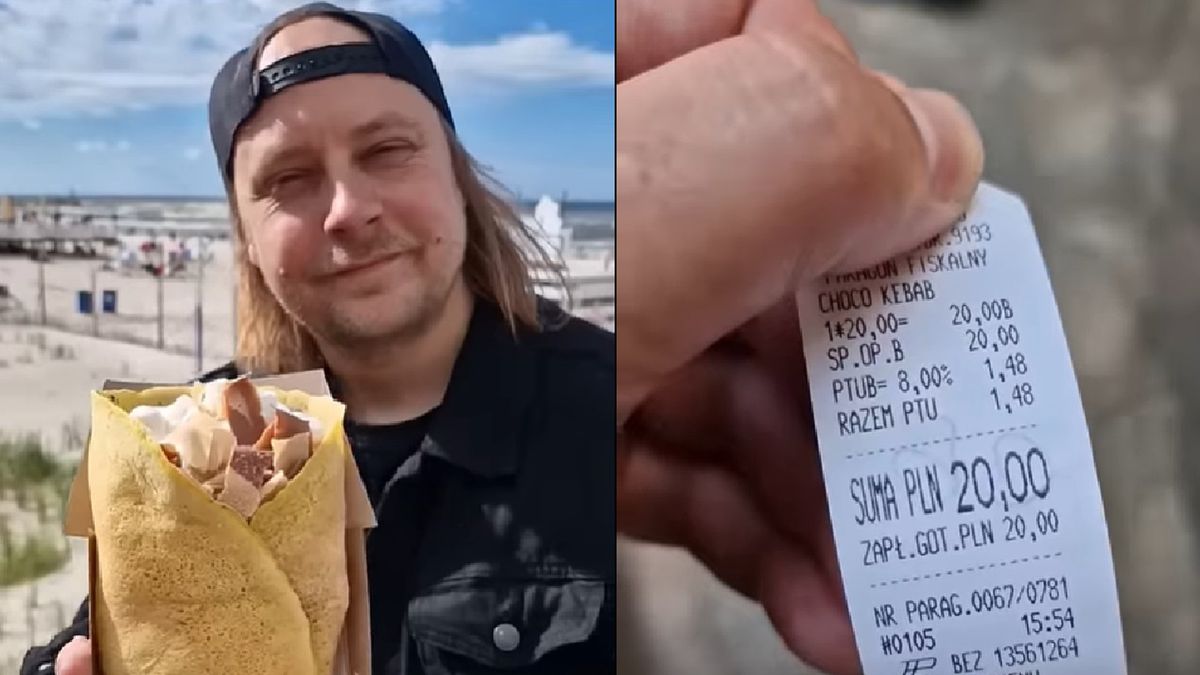 .9193
PARAGON FISKALNY
CHOCO KEBAB
1*20,00= 20,00B
SP.OP.B 20,00
PTUB= 8,00% 1,48
RAZEM PTU 1,48
SUMA PLN 20,00
ZAPŁ.GOT.PLN 20,00
NR PARAG.0067/0781
#0105 15:54
BEZ 13561264